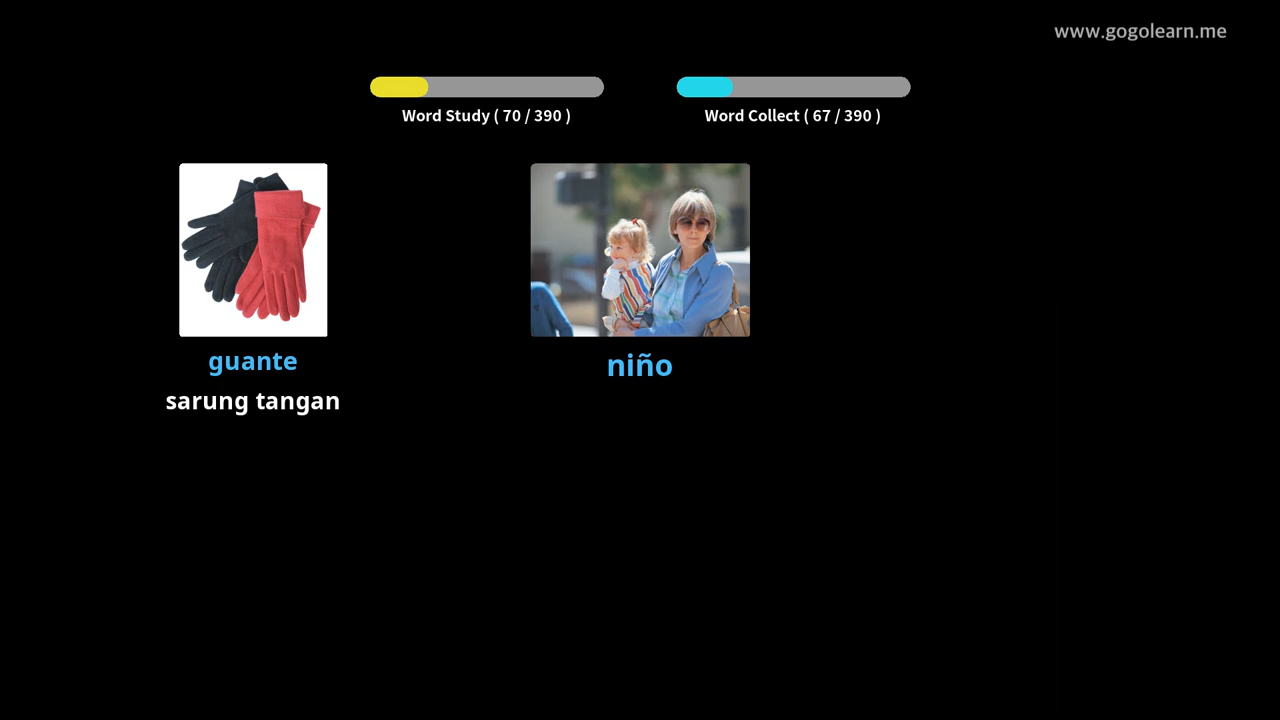 www.gogolearn.me
Word Study ( 70 / 390 )
Word Collect ( 67 / 390 )
guante
sarung tangan
niño